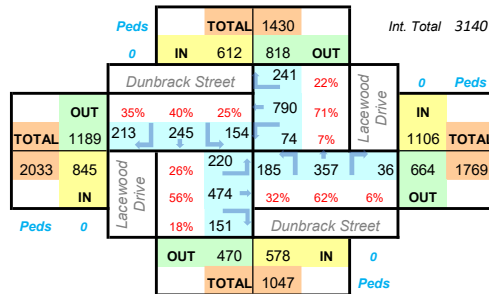 Peds TOTAL 1430 Int. Total 3140
0 IN 612 818 OUT
Dunbrack Street 241 22% 0 Peds
OUT 35% 40% 25% 790 71% Lacewood Drive IN
TOTAL 1189 213 245 154 74 7% 1106 TOTAL
2033 845 Lacewood Drive 26% 220 185 357 36 664 1769
IN 56% 474 32% 62% 6% OUT
Peds 0 18% 151 Dunbrack Street
OUT 470 578 IN 0
TOTAL 1047 Peds